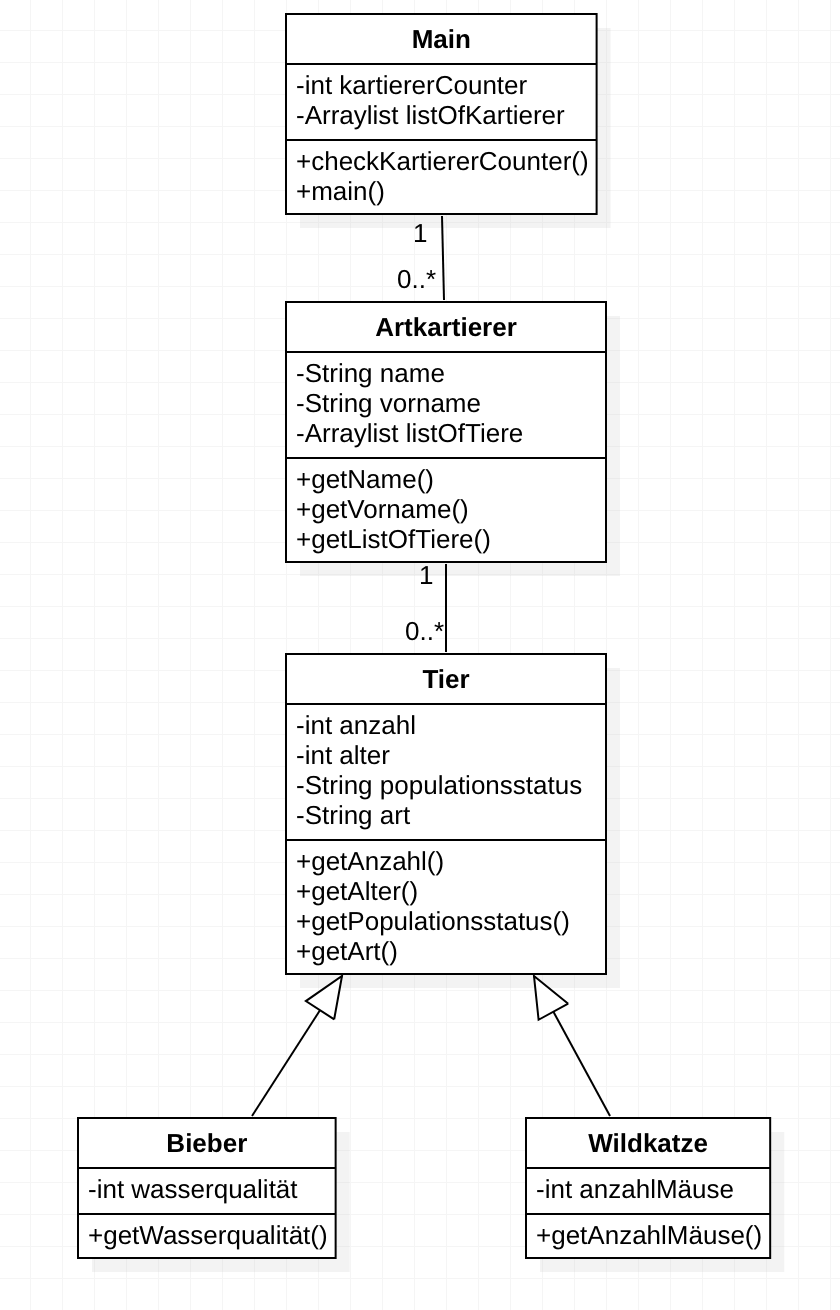 Main
-int kartiererCounter
-Arraylist listOfKartierer
+checkKartiererCounter()
+main()
1
0..*
Artkartierer
-String name
-String vorname
-Arraylist listOfTiere
+getName()
+getVorname()
+getListOfTiere()
1
0..*
Tier
-int anzahl
-int alter
-String populationsstatus
-String art
+getAnzahl()
+getAlter()
+getPopulationsstatus()
+getArt()
Bieber
-int wasserqualität
+getWasserqualität()
Wildkatze
-int anzahlMäuse
+getAnzahlMäuse()